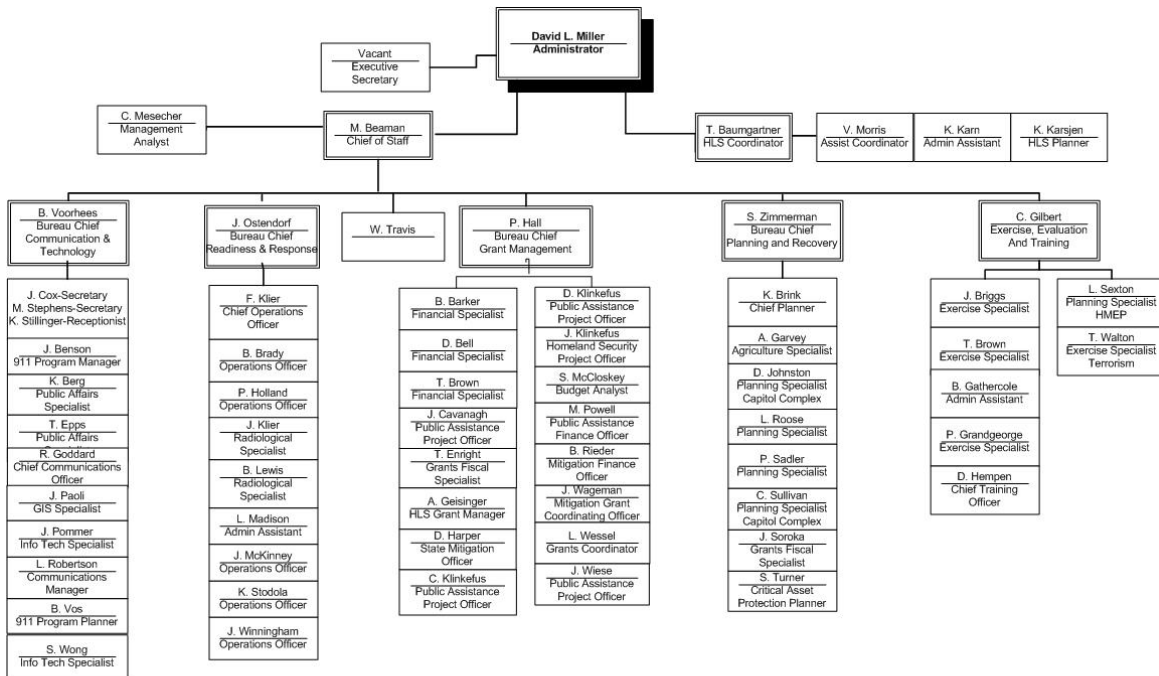 David L. Miller
Administrator
Vacant
Executive
Secretary
C. Mesecher
Management
Analyst
M. Beaman
Chief of Staff
T. Baumgartner
HLS Coordinator
V. Morris
Assist Coordinator
K. Karn
Admin Assistant
K. Karsjen
HLS Planner
B. Voorhees
Bureau Chief
Communication &
Technology
J. Ostendorf
Bureau Chief
Readiness & Response
W. Travis
P. Hall
Bureau Chief
Grant Management
S. Zimmerman
Bureau Chief
Planning and Recovery
C. Gilbert
Exercise, Evaluation
And Training
J. Cox-Secretary
M. Stephens-Secretary
K. Stillinger-Receptionist
J. Benson
911 Program Manager
K. Berg
Public Affairs
Specialist
T. Epps
Public Affairs
R. Goddard
Chief Communications
Officer
J. Paoli
GIS Specialist
J. Pommer
Info Tech Specialist
L. Robertson
Communications
Manager
B. Vos
911 Program Planner
S. Wong
Info Tech Specialist
F. Klier
Chief Operations
Officer
B. Brady
Operations Officer
P. Holland
Operations Officer
J. Klier
Radiological
Specialist
B. Lewis
Radiological
Specialist
L. Madison
Admin Assistant
J. McKinney
Operations Officer
K. Stodola
Operations Officer
J. Winningham
Operations Officer
B. Barker
Financial Specialist
D. Bell
Financial Specialist
T. Brown
Financial Specialist
J. Cavanagh
Public Assistance
Project Officer
T. Enright
Grants Fiscal
Specialist
A. Geisinger
HLS Grant Manager
D. Harper
State Mitigation
Officer
C. Klinkefus
Public Assistance
Project Officer
D. Klinkefus
Public Assistance
Project Officer
J. Klinkefus
Homeland Security
Project Officer
S. McCloskey
Budget Analyst
M. Powell
Public Assistance
Finance Officer
B. Rieder
Mitigation Finance
Officer
J. Wageman
Mitigation Grant
Coordinating Officer
L. Wessel
Grants Coordinator
J. Wiese
Public Assistance
Project Officer
K. Brink
Chief Planner
A. Garvey
Agriculture Specialist
D. Johnston
Planning Specialist
Capitol Complex
L. Roose
Planning Specialist
P. Sadler
Planning Specialist
C. Sullivan
Planning Specialist
Capitol Complex
J. Soroka
Grants Fiscal
Specialist
S. Turner
Critical Asset
Protection Planner
J. Briggs
Exercise Specialist
T. Brown
Exercise Specialist
B. Gathercole
Admin Assistant
P. Grandgeorge
Exercise Specialist
D. Hempen
Chief Training
Officer
L. Sexton
Planning Specialist
HMEP
T. Walton
Exercise Specialist
Terrorism